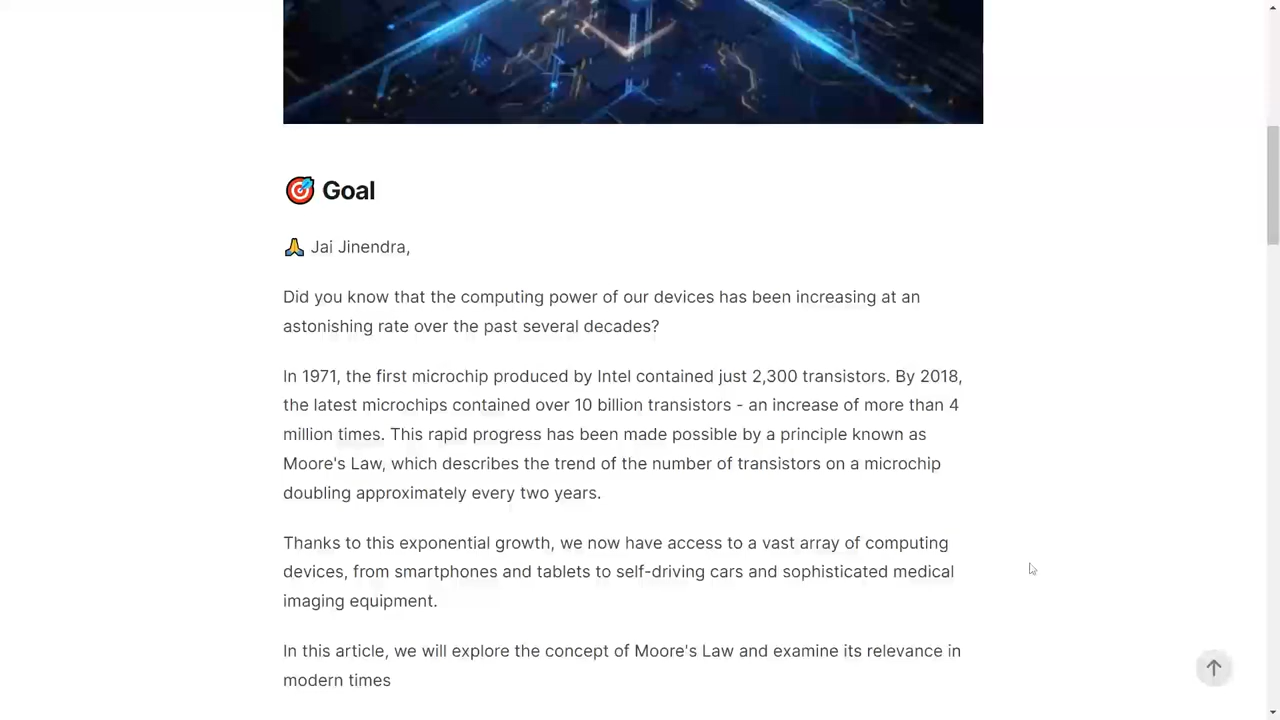 🎯 Goal
🙏 Jai Jinendra,
Did you know that the computing power of our devices has been increasing at an
astonishing rate over the past several decades?
In 1971, the first microchip produced by Intel contained just 2,300 transistors. By 2018,
the latest microchips contained over 10 billion transistors - an increase of more than 4
million times. This rapid progress has been made possible by a principle known as
Moore's Law, which describes the trend of the number of transistors on a microchip
doubling approximately every two years.
Thanks to this exponential growth, we now have access to a vast array of computing
devices, from smartphones and tablets to self-driving cars and sophisticated medical
imaging equipment.
In this article, we will explore the concept of Moore's Law and examine its relevance in
modern times